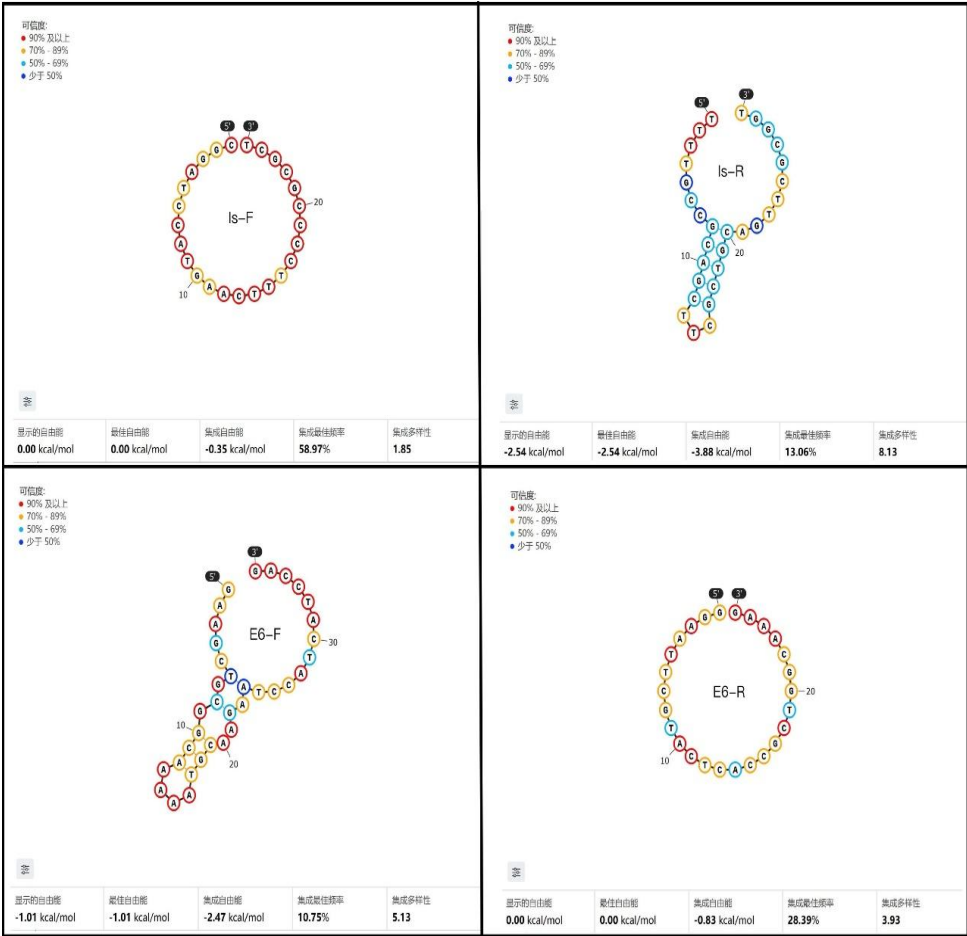 可信度:
90% 及以上
70% - 89%
50% - 69%
少于 50%
5' 3'
C G G A T C C A T G A A C T T T C C C C G C G C T
10
20
Is-F
显示的自由能 最佳自由能 集成自由能 集成最佳频率 集成多样性
0.00 kcal/mol 0.00 kcal/mol -0.35 kcal/mol 58.97% 1.85
可信度:
90% 及以上
70% - 89%
50% - 69%
少于 50%
5' 3'
T T T T G C C G C A G C T T C G C T G C A G T T C G C G G T
10
20
Is-R
显示的自由能 最佳自由能 集成自由能 集成最佳频率 集成多样性
-2.54 kcal/mol -2.54 kcal/mol -3.88 kcal/mol 13.06% 8.13
可信度:
90% 及以上
70% - 89%
50% - 69%
少于 50%
5' 3'
G A A G C T G C G G C A A A A A T G C A A G A A T C C A T C A T C C A G
10
20
30
E6-F
显示的自由能 最佳自由能 集成自由能 集成最佳频率 集成多样性
-1.01 kcal/mol -1.01 kcal/mol -2.47 kcal/mol 10.75% 5.13
可信度:
90% 及以上
70% - 89%
50% - 69%
少于 50%
5' 3'
G G A A T T C G T A C T C A C C G C T G G C A A A G
10
20
E6-R
显示的自由能 最佳自由能 集成自由能 集成最佳频率 集成多样性
0.00 kcal/mol 0.00 kcal/mol -0.83 kcal/mol 28.39% 3.93